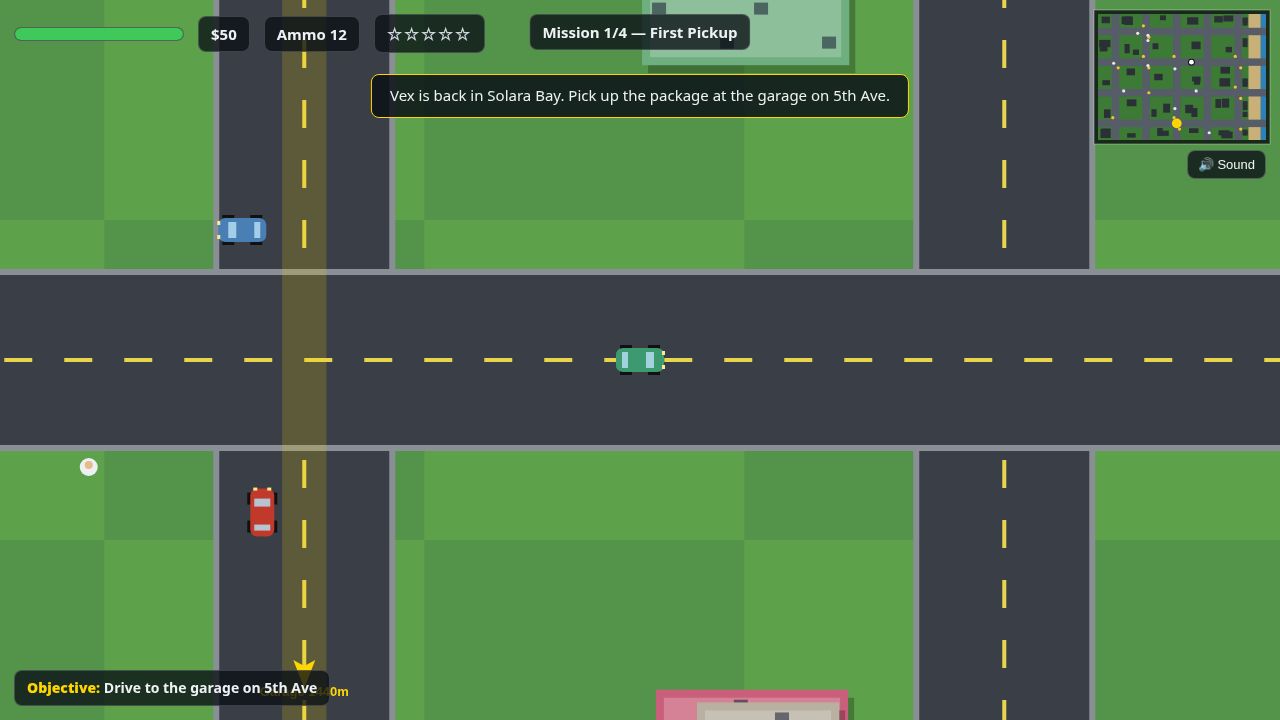 $50
Ammo 12
☆☆☆☆☆
Mission 1/4 — First Pickup
Vex is back in Solara Bay. Pick up the package at the garage on 5th Ave.
🔊 Sound
Objective: Drive to the garage on 5th Ave